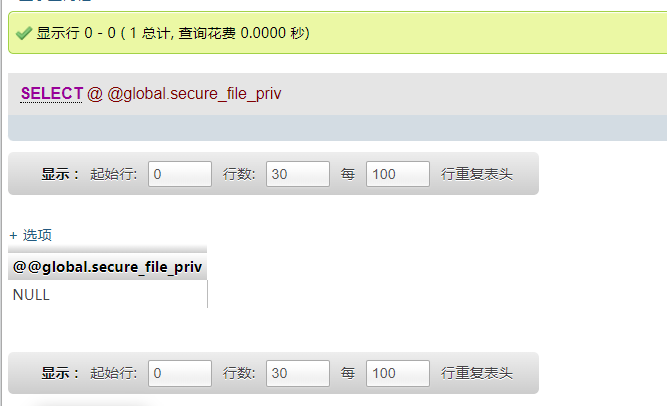 显示行 0 - 0 ( 1 总计, 查询花费 0.0000 秒)
SELECT @ @global.secure_file_priv
显示 : 起始行: 0 行数: 30 每 100 行重复表头
+ 选项
@@global.secure_file_priv
NULL
显示 : 起始行: 0 行数: 30 每 100 行重复表头